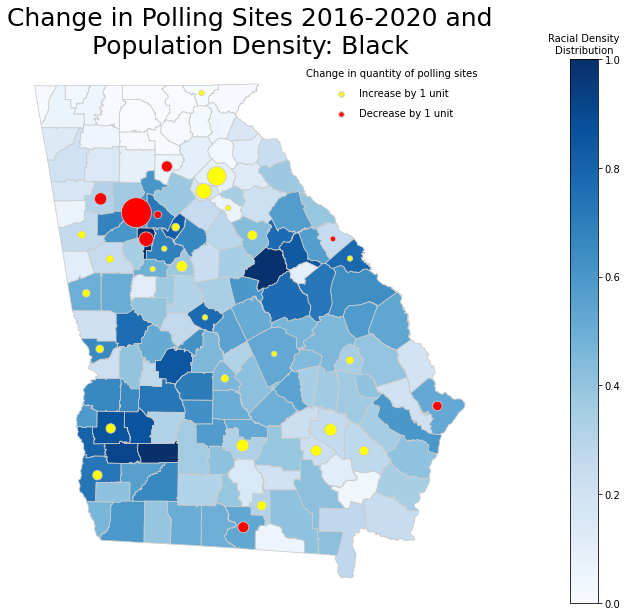 Change in Polling Sites 2016-2020 and
Population Density: Black
Racial Density
Distribution
Change in quantity of polling sites
Increase by 1 unit
Decrease by 1 unit
1.0
0.8
0.6
0.4
0.2
0.0